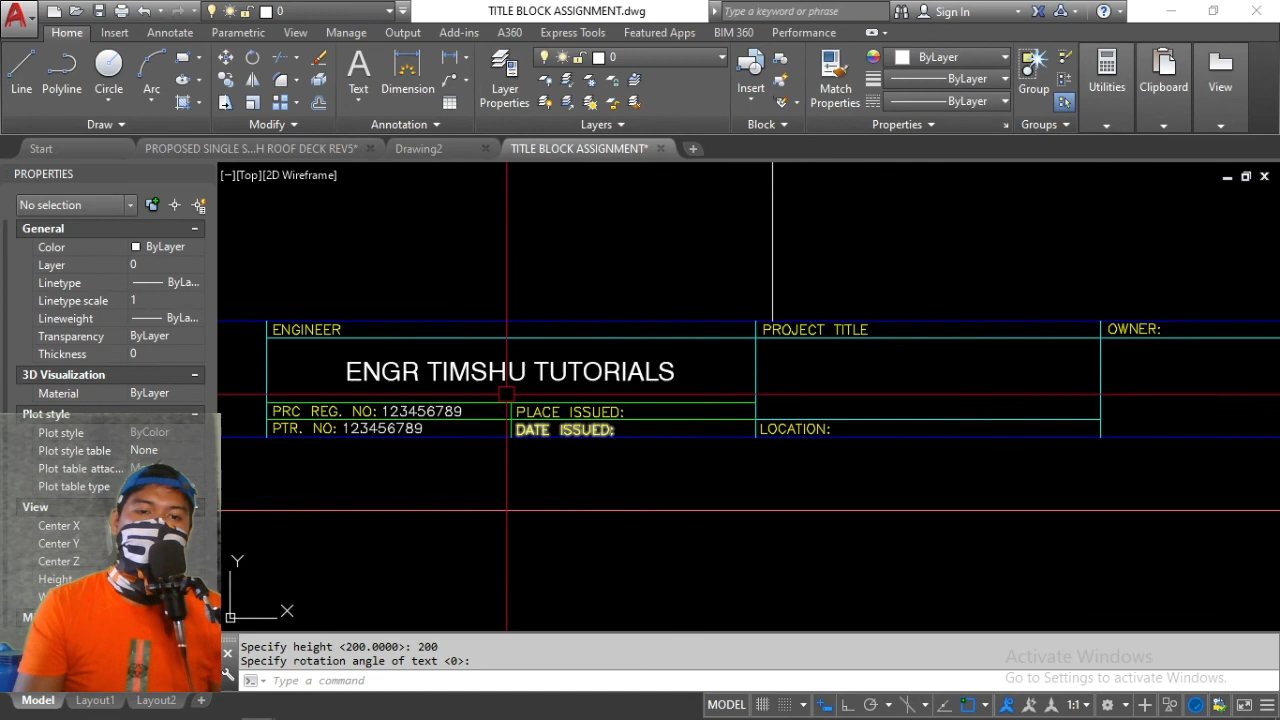 TITLE BLOCK ASSIGNMENT.dwg
Type a keyword or phrase
Sign In
0
Home Insert Annotate Parametric View Manage Output Add-ins A360 Express Tools Featured Apps BIM 360 Performance
Line Polyline Circle Arc
Text Dimension
Layer Properties
0
Insert
Match Properties
ByLayer
ByLayer
ByLayer
Group
Utilities
Clipboard
View
Draw Modify Annotation Layers Block Properties Groups
Start PROPOSED SINGLE S...H ROOF DECK REV5* Drawing2 TITLE BLOCK ASSIGNMENT*
PROPERTIES
No selection
General
Color ByLayer
Layer 0
Linetype ByLa...
Linetype scale 1
Lineweight ByLa...
Transparency ByLayer
Thickness 0
3D Visualization
Material ByLayer
Plot style
Plot style ByColor
Plot style table None
Plot table attac...
Plot table type
View
Center X
Center Y
Center Z
Height
[−][Top][2D Wireframe]
ENGINEER
PROJECT TITLE
OWNER:
ENGR TIMSHU TUTORIALS
PRC REG. NO: 123456789
PLACE ISSUED:
PTR. NO: 123456789
DATE ISSUED:
LOCATION:
Y
X
Specify height <200.0000>: 200
Specify rotation angle of text <0>:
Type a command
Activate Windows
Go to Settings to activate Windows.
Model Layout1 Layout2
MODEL
1:1